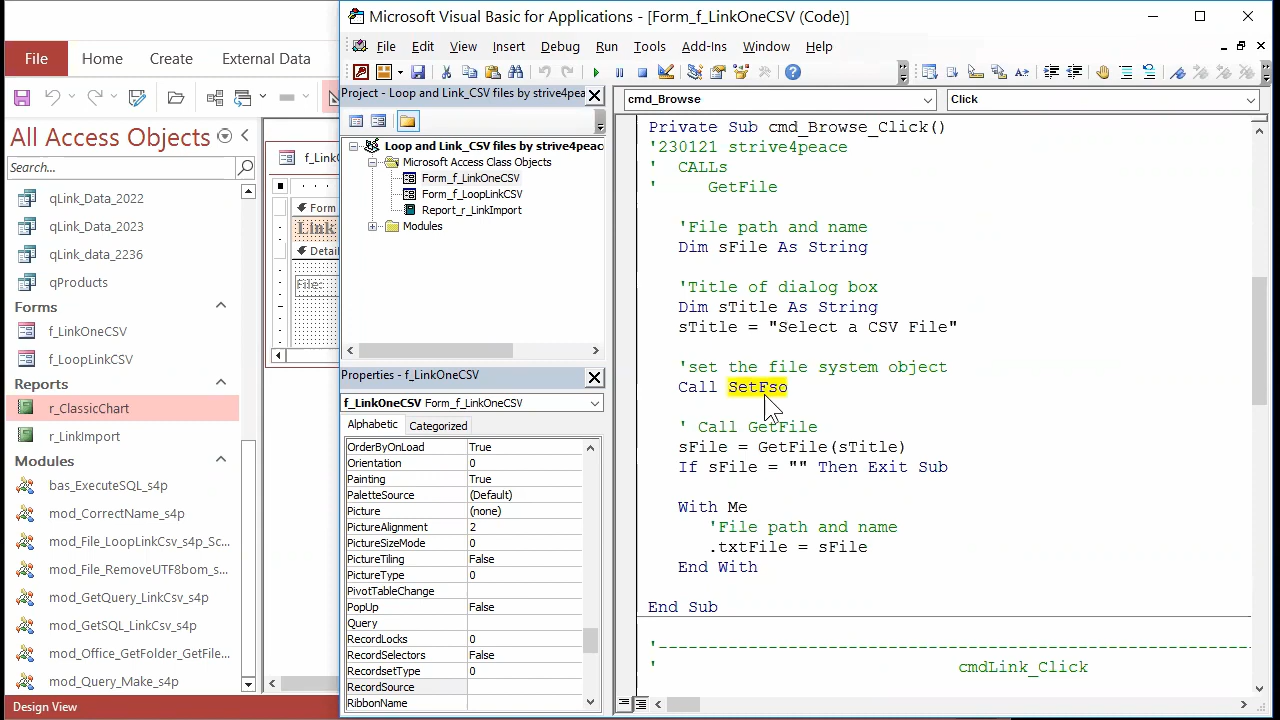 Microsoft Visual Basic for Applications - [Form_f_LinkOneCSV (Code)]
File
Home
Create
External Data
File Edit View Insert Debug Run Tools Add-Ins Window Help
All Access Objects
Search...
qLink_Data_2022
qLink_Data_2023
qLink_data_2236
qProducts
Forms
f_LinkOneCSV
f_LoopLinkCSV
Reports
r_ClassicChart
r_LinkImport
Modules
bas_ExecuteSQL_s4p
mod_CorrectName_s4p
mod_File_LoopLinkCsv_s4p_Sc...
mod_File_RemoveUTF8bom_s...
mod_GetQuery_LinkCsv_s4p
mod_GetSQL_LinkCsv_s4p
mod_Office_GetFolder_GetFile...
mod_Query_Make_s4p
Design View
f_LinkO
Form
Link
Detai
File:
Project - Loop and Link_CSV files by strive4pea
Loop and Link_CSV files by strive4peac
Microsoft Access Class Objects
Form_f_LinkOneCSV
Form_f_LoopLinkCSV
Report_r_LinkImport
Modules
Properties - f_LinkOneCSV
f_LinkOneCSV Form_f_LinkOneCSV
Alphabetic Categorized
OrderByOnLoad True
Orientation 0
Painting True
PaletteSource (Default)
Picture (none)
PictureAlignment 2
PictureSizeMode 0
PictureTiling False
PictureType 0
PivotTableChange
PopUp False
Query
RecordLocks 0
RecordSelectors False
RecordsetType 0
RecordSource
RibbonName
cmd_Browse
Click
Private Sub cmd_Browse_Click()
'230121 strive4peace
' CALLs
' GetFile
'File path and name
Dim sFile As String
'Title of dialog box
Dim sTitle As String
sTitle = "Select a CSV File"
'set the file system object
Call SetFso
' Call GetFile
sFile = GetFile(sTitle)
If sFile = "" Then Exit Sub
With Me
'File path and name
.txtFile = sFile
End With
End Sub
'-------------------------------------------------------------
' cmdLink_Click